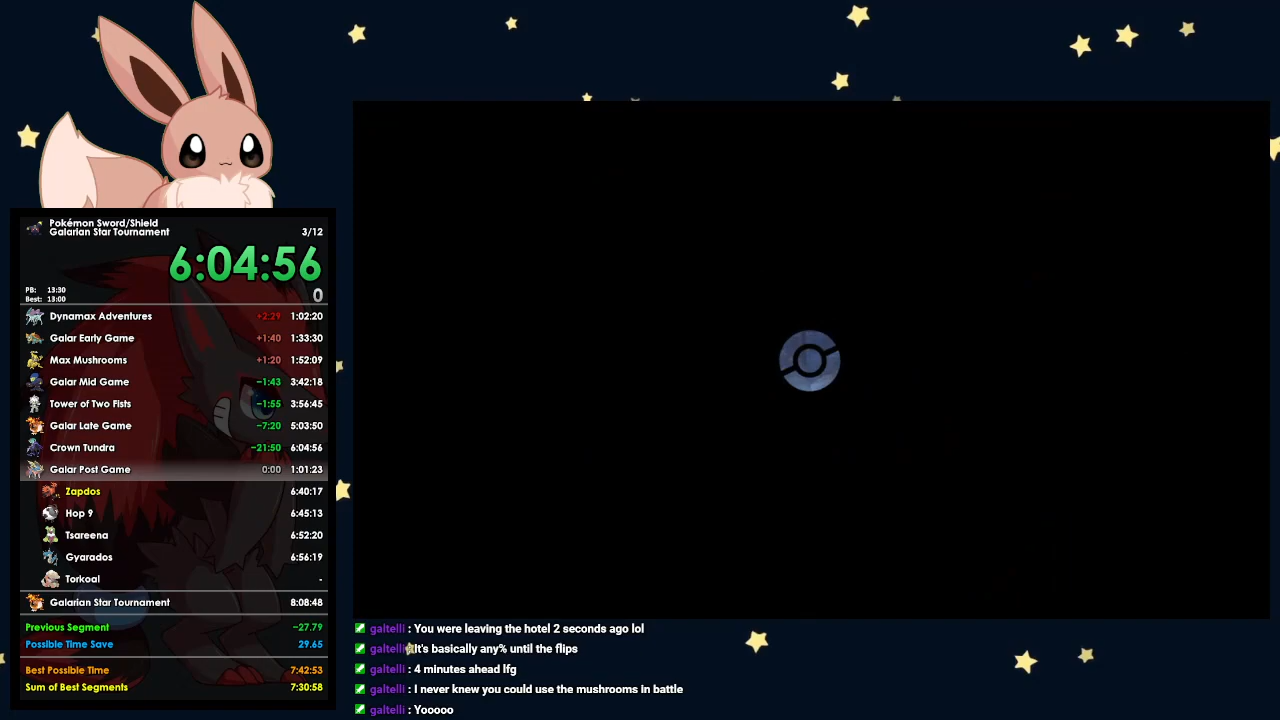 Pokémon Sword/Shield
Galarian Star Tournament 3/12
6:04:56
PB: 13:30
Best: 13:00
0
Dynamax Adventures +2:29 1:02:20
Galar Early Game +1:40 1:33:30
Max Mushrooms +1:20 1:52:09
Galar Mid Game −1:43 3:42:18
Tower of Two Fists −1:55 3:56:45
Galar Late Game −7:20 5:03:50
Crown Tundra −21:50 6:04:56
Galar Post Game 0:00 1:01:23
Zapdos 6:40:17
Hop 9 6:45:13
Tsareena 6:52:20
Gyarados 6:56:19
Torkoal -
Galarian Star Tournament 8:08:48
Previous Segment −27.79
Possible Time Save 29.65
Best Possible Time 7:42:53
Sum of Best Segments 7:30:58
galtelli : You were leaving the hotel 2 seconds ago lol
galtelli : It's basically any% until the flips
galtelli : 4 minutes ahead lfg
galtelli : I never knew you could use the mushrooms in battle
galtelli : Yooooo